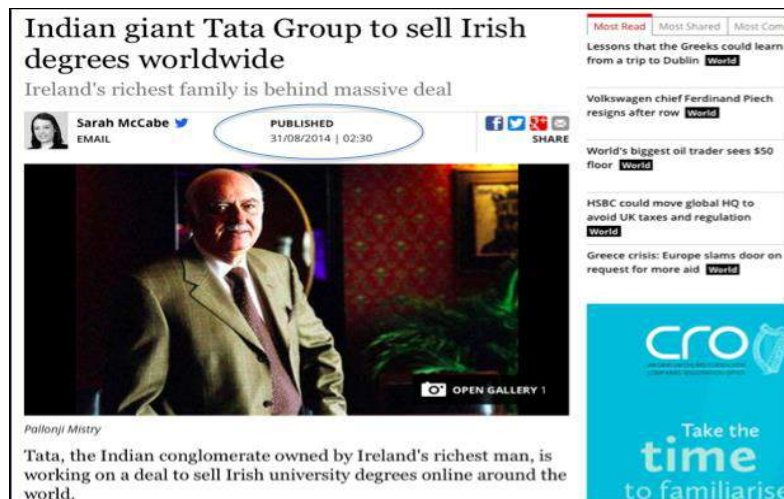 Indian giant Tata Group to sell Irish
degrees worldwide
Ireland's richest family is behind massive deal
Sarah McCabe
EMAIL
PUBLISHED
31/08/2014 | 02:30
SHARE
OPEN GALLERY 1
Pallonji Mistry
Tata, the Indian conglomerate owned by Ireland's richest man, is
working on a deal to sell Irish university degrees online around the
world.
Most Read
Most Shared
Most Com
Lessons that the Greeks could learn
from a trip to Dublin World
Volkswagen chief Ferdinand Piech
resigns after row World
World's biggest oil trader sees $50
floor World
HSBC could move global HQ to
avoid UK taxes and regulation
World
Greece crisis: Europe slams door on
request for more aid World
cro
Take the
time
to familiaris